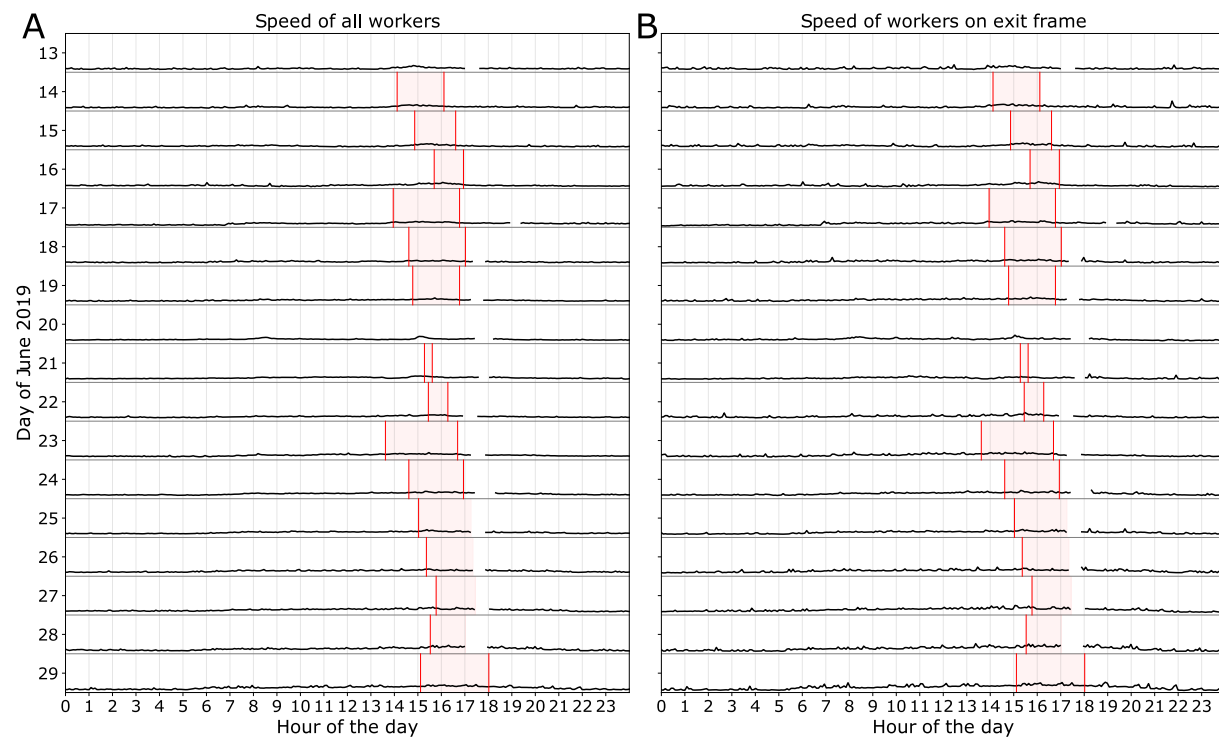 A
Speed of all workers
B
Speed of workers on exit frame
Day of June 2019
13
14
15
16
17
18
19
20
21
22
23
24
25
26
27
28
29
0 1 2 3 4 5 6 7 8 9 10 11 12 13 14 15 16 17 18 19 20 21 22 23
0 1 2 3 4 5 6 7 8 9 10 11 12 13 14 15 16 17 18 19 20 21 22 23
Hour of the day
Hour of the day